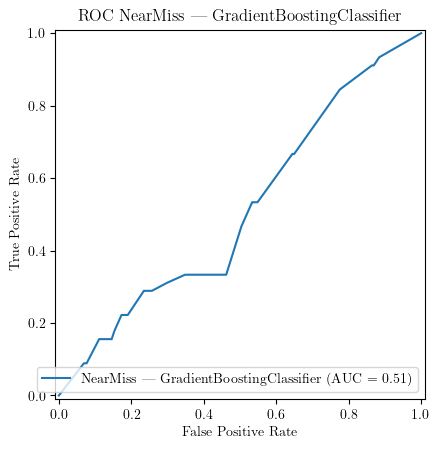 ROC NearMiss — GradientBoostingClassifier
1.0
0.8
0.6
0.4
0.2
0.0
True Positive Rate
NearMiss — GradientBoostingClassifier (AUC = 0.51)
0.0 0.2 0.4 0.6 0.8 1.0
False Positive Rate